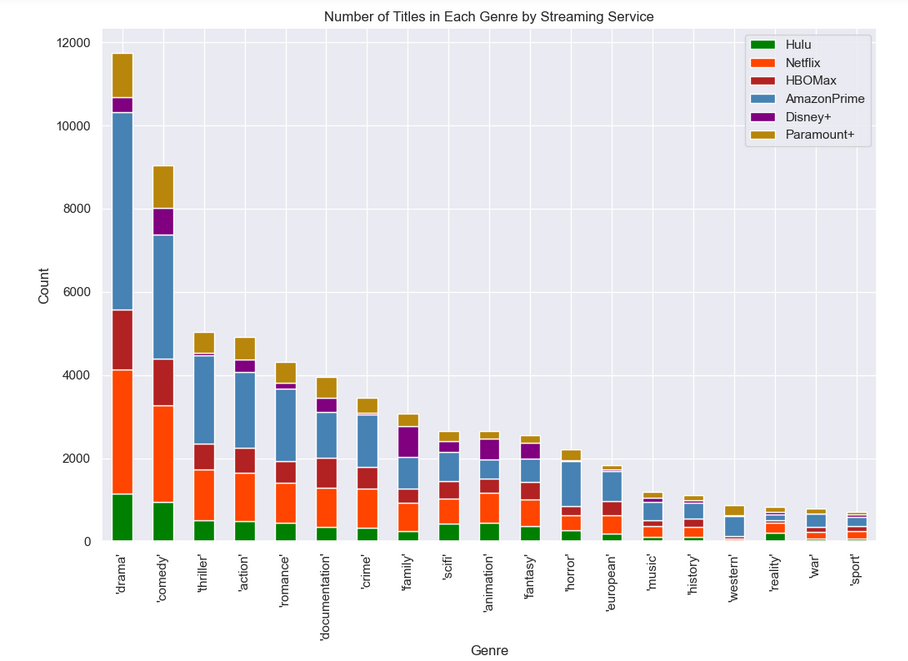 Number of Titles in Each Genre by Streaming Service
Hulu
Netflix
HBOMax
AmazonPrime
Disney+
Paramount+
12000
10000
8000
6000
4000
2000
0
Count
'drama'
'comedy'
'thriller'
'action'
'romance'
'documentation'
'crime'
'family'
'scifi'
'animation'
'fantasy'
'horror'
'european'
'music'
'history'
'western'
'reality'
'war'
'sport'
Genre